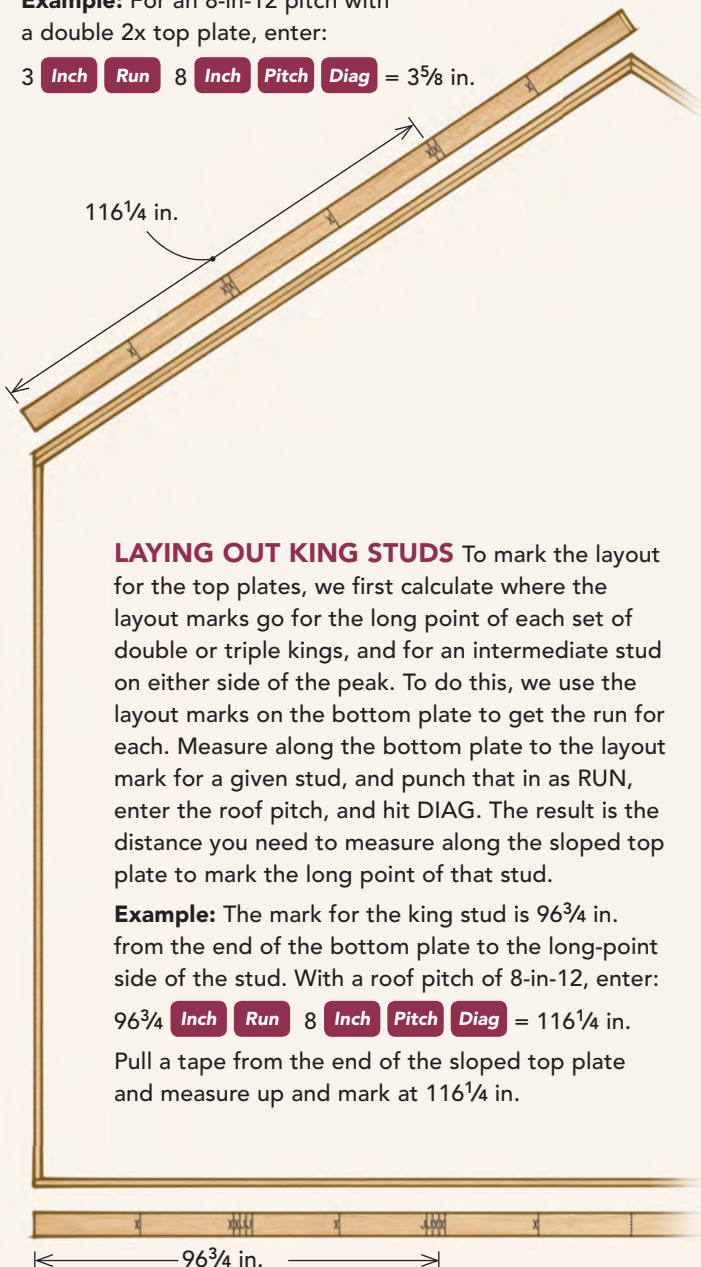 Example: For an 8-in-12 pitch with
a double 2x top plate, enter:
3 Inch Run 8 Inch Pitch Diag = 3⅝ in.
116¼ in.
LAYING OUT KING STUDS To mark the layout
for the top plates, we first calculate where the
layout marks go for the long point of each set of
double or triple kings, and for an intermediate stud
on either side of the peak. To do this, we use the
layout marks on the bottom plate to get the run for
each. Measure along the bottom plate to the layout
mark for a given stud, and punch that in as RUN,
enter the roof pitch, and hit DIAG. The result is the
distance you need to measure along the sloped top
plate to mark the long point of that stud.
Example: The mark for the king stud is 96¾ in.
from the end of the bottom plate to the long-point
side of the stud. With a roof pitch of 8-in-12, enter:
96¾ Inch Run 8 Inch Pitch Diag = 116¼ in.
Pull a tape from the end of the sloped top plate
and measure up and mark at 116¼ in.
96¾ in.